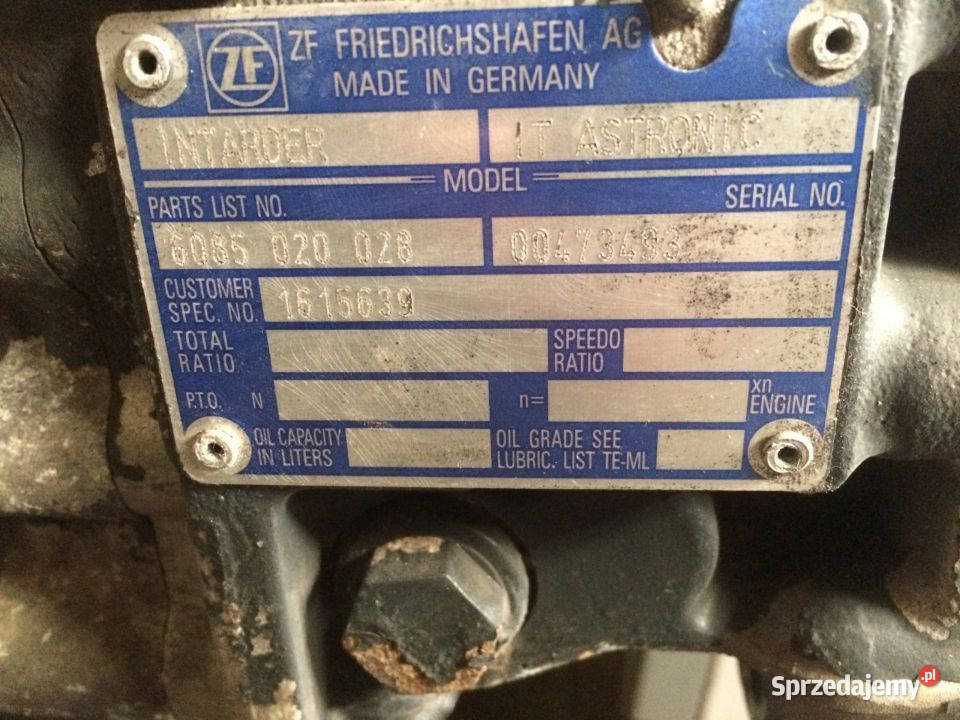 ZF ZF FRIEDRICHSHAFEN AG
MADE IN GERMANY
INTARDER IT ASTRONIC
MODEL
PARTS LIST NO. SERIAL NO.
6085 020 028 00473493
CUSTOMER SPEC. NO. 1615639
TOTAL RATIO SPEEDO RATIO
P.T.O. N n= xn ENGINE
OIL CAPACITY IN LITERS OIL GRADE SEE LUBRIC. LIST TE-ML
Sprzedajemy.pl